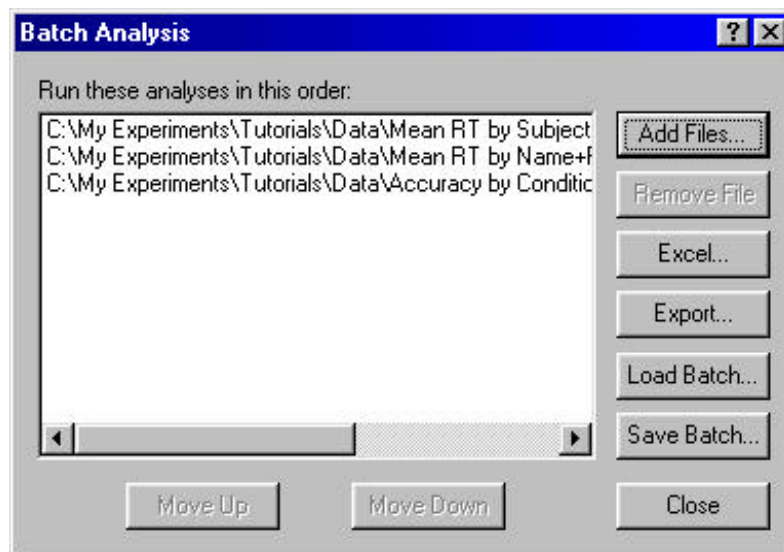 Batch Analysis
Run these analyses in this order:
C:\My Experiments\Tutorials\Data\Mean RT by Subject
C:\My Experiments\Tutorials\Data\Mean RT by Name+
C:\My Experiments\Tutorials\Data\Accuracy by Conditic
Add Files...
Remove File
Excel...
Export...
Load Batch...
Save Batch...
Move Up
Move Down
Close